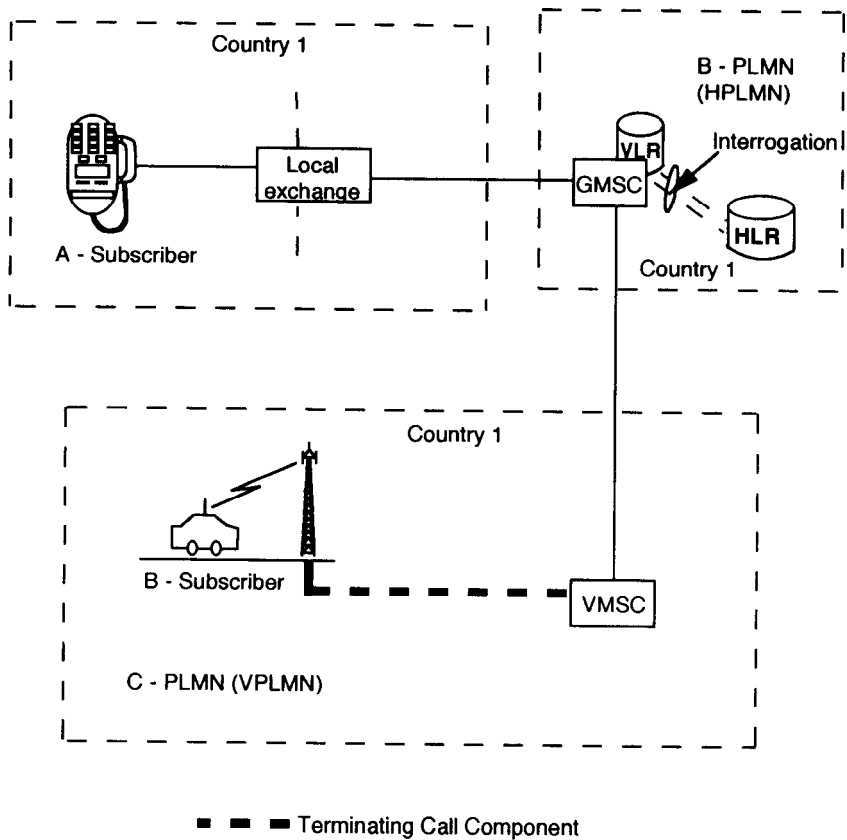 Country 1
B - PLMN
(HPLMN)
VLR
Interrogation
Local
exchange
GMSC
HLR
A - Subscriber
Country 1
Country 1
B - Subscriber
VMSC
C - PLMN (VPLMN)
Terminating Call Component